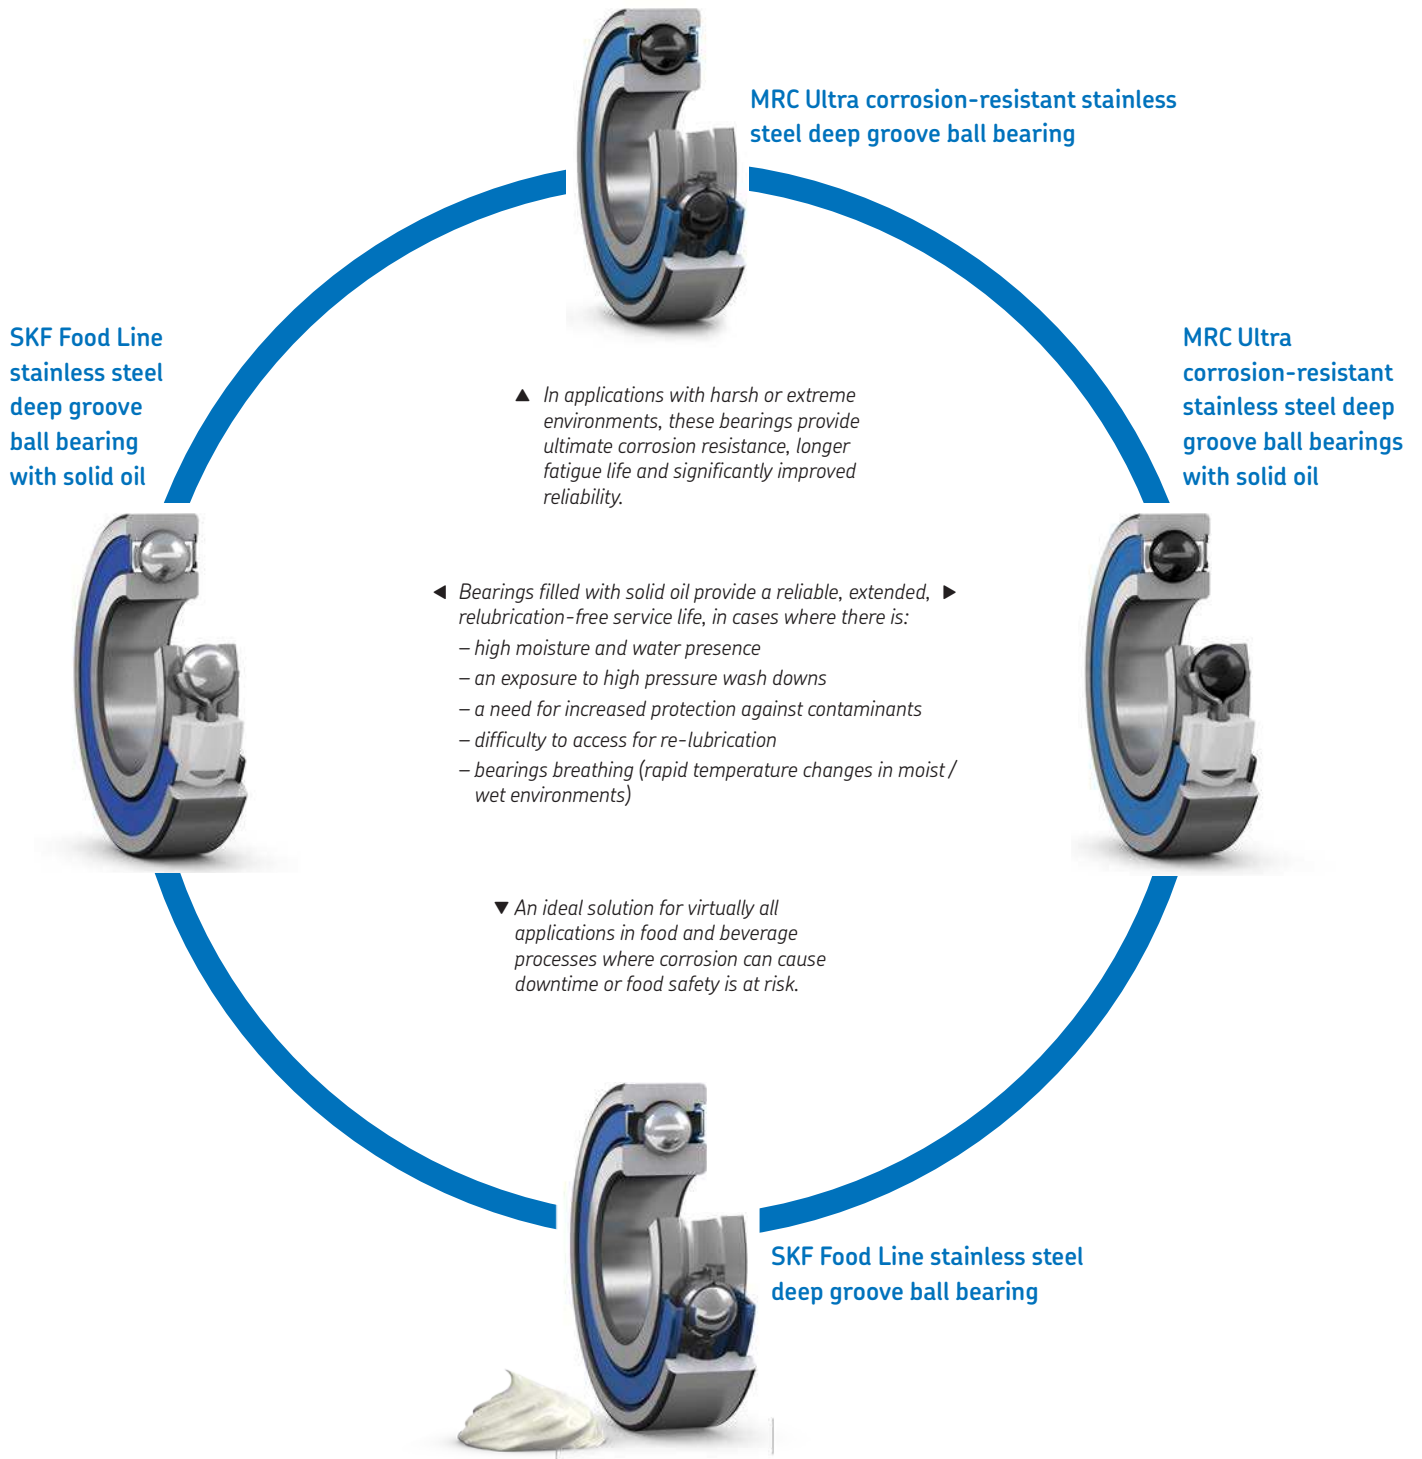 MRC Ultra corrosion-resistant stainless
steel deep groove ball bearing
SKF Food Line
stainless steel
deep groove
ball bearing
with solid oil
MRC Ultra
corrosion-resistant
stainless steel deep
groove ball bearings
with solid oil
▲ In applications with harsh or extreme
environments, these bearings provide
ultimate corrosion resistance, longer
fatigue life and significantly improved
reliability.
◀ Bearings filled with solid oil provide a reliable, extended, ▶
relubrication-free service life, in cases where there is:
– high moisture and water presence
– an exposure to high pressure wash downs
– a need for increased protection against contaminants
– difficulty to access for re-lubrication
– bearings breathing (rapid temperature changes in moist /
wet environments)
▼ An ideal solution for virtually all
applications in food and beverage
processes where corrosion can cause
downtime or food safety is at risk.
SKF Food Line stainless steel
deep groove ball bearing